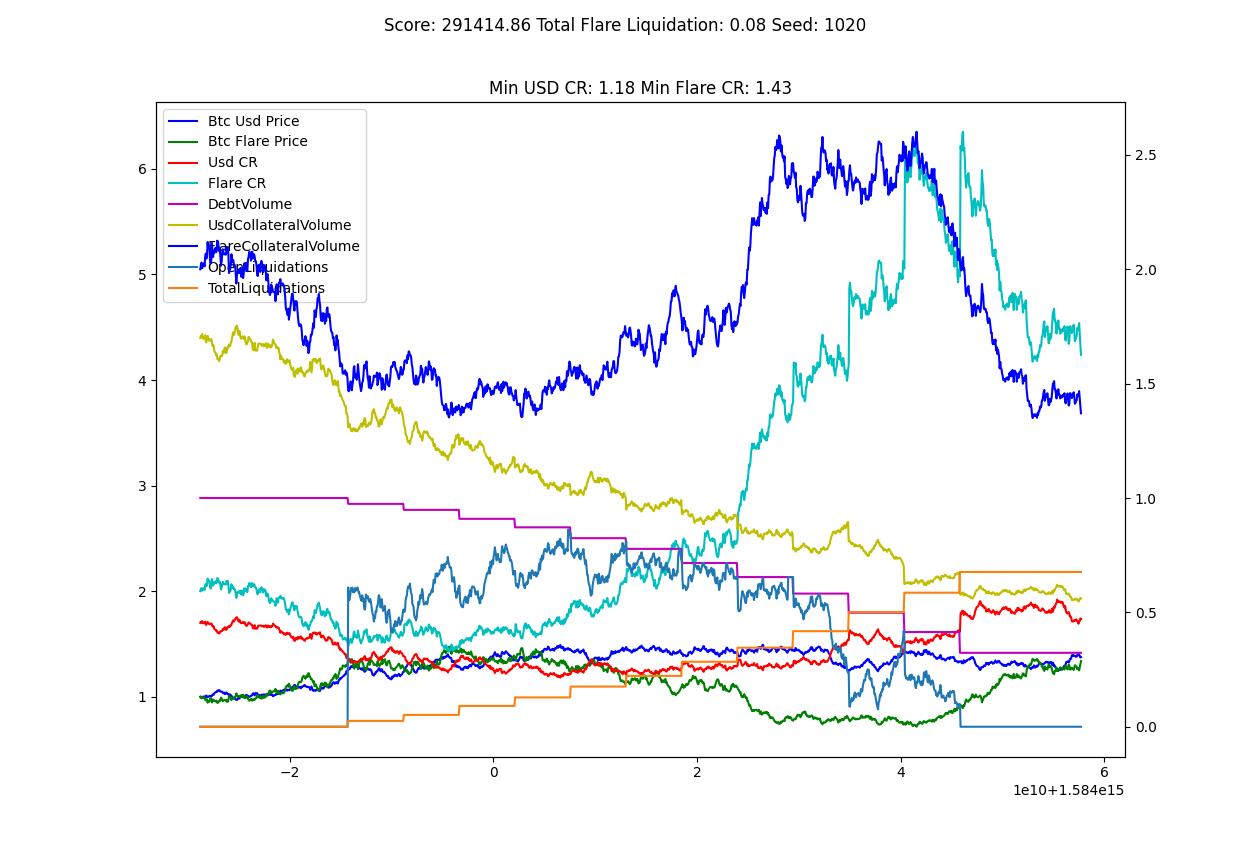 Score: 291414.86 Total Flare Liquidation: 0.08 Seed: 1020
Min USD CR: 1.18 Min Flare CR: 1.43
Btc Usd Price
Btc Flare Price
Usd CR
Flare CR
DebtVolume
UsdCollateralVolume
FlareCollateralVolume
OpenLiquidations
TotalLiquidations
6
5
4
3
2
1
2.5
2.0
1.5
1.0
0.5
0.0
−2
0
2
4
6
1e10+1.584e15